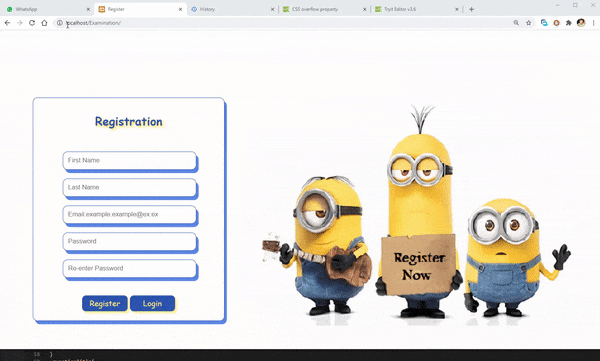 WhatsApp
Register
History
CSS overflow property
Tryit Editor v3.6
localhost/Examination/
Registration
First Name
Last Name
Email.example.example@ex.ex
Password
Re-enter Password
Register
Login
Register
Now
58
}